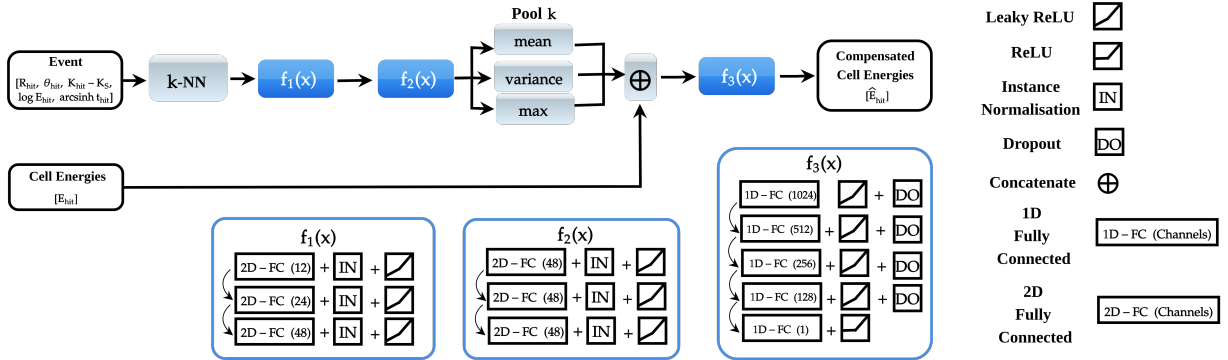 Event
[R_hit, θ_hit, K_hit − K_S,
log E_hit, arcsinh t_hit]
k-NN
f₁(x)
f₂(x)
Pool k
mean
variance
max
⊕
f₃(x)
Compensated
Cell Energies
[Ê_hit]
Cell Energies
[E_hit]
f₁(x)
2D – FC (12) + IN +
2D – FC (24) + IN +
2D – FC (48) + IN +
f₂(x)
2D – FC (48) + IN +
2D – FC (48) + IN +
2D – FC (48) + IN +
f₃(x)
1D – FC (1024) + DO
1D – FC (512) + + DO
1D – FC (256) + + DO
1D – FC (128) + + DO
1D – FC (1) +
Leaky ReLU
ReLU
Instance
Normalisation
IN
Dropout
DO
Concatenate ⊕
1D
Fully
Connected
1D – FC (Channels)
2D
Fully
Connected
2D – FC (Channels)